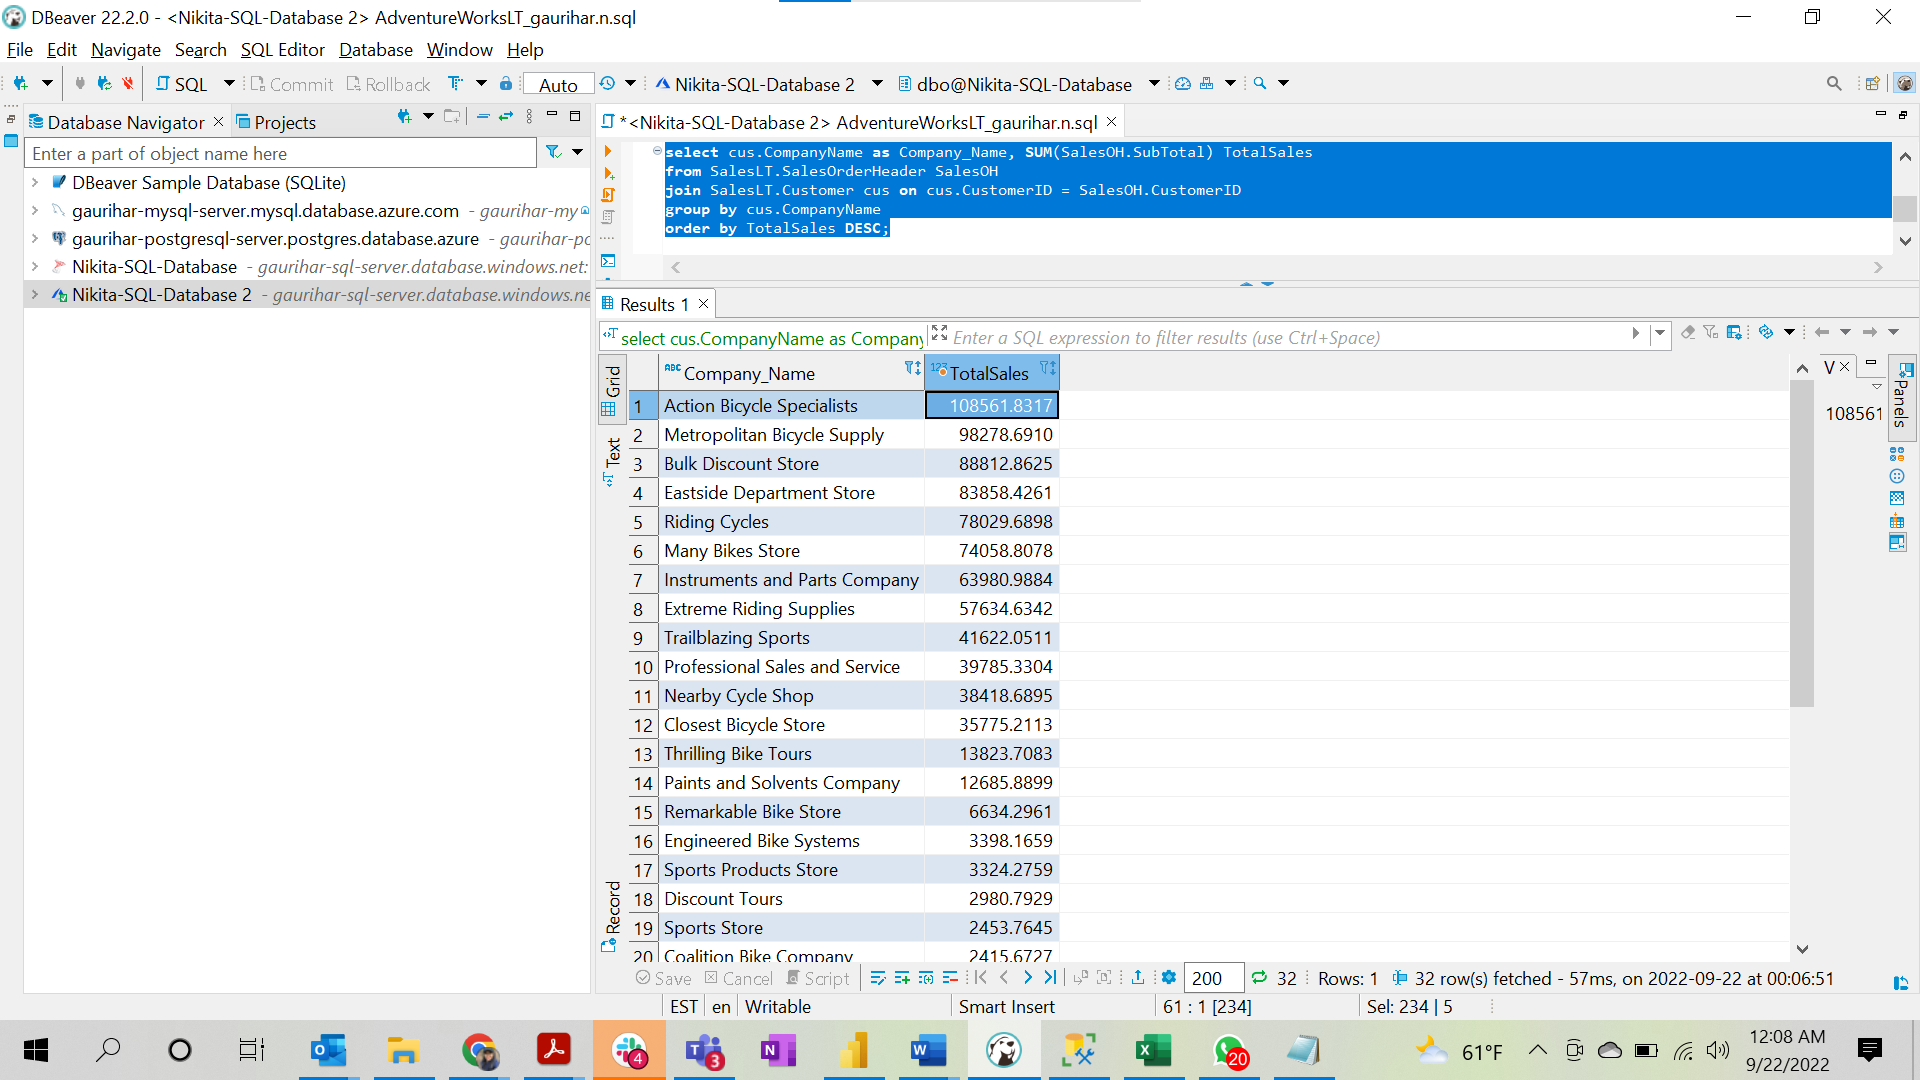 DBeaver 22.2.0 - <Nikita-SQL-Database 2> AdventureWorksLT_gaurihar.n.sql
File Edit Navigate Search SQL Editor Database Window Help
SQL Commit Rollback Auto Nikita-SQL-Database 2 dbo@Nikita-SQL-Database
Database Navigator Projects
Enter a part of object name here
DBeaver Sample Database (SQLite)
gaurihar-mysql-server.mysql.database.azure.com - gaurihar-my
gaurihar-postgresql-server.postgres.database.azure - gaurihar-po
Nikita-SQL-Database - gaurihar-sql-server.database.windows.net:
Nikita-SQL-Database 2 - gaurihar-sql-server.database.windows.ne
*<Nikita-SQL-Database 2> AdventureWorksLT_gaurihar.n.sql
select cus.CompanyName as Company_Name, SUM(SalesOH.SubTotal) TotalSales
from SalesLT.SalesOrderHeader SalesOH
join SalesLT.Customer cus on cus.CustomerID = SalesOH.CustomerID
group by cus.CompanyName
order by TotalSales DESC;
Results 1
select cus.CompanyName as Company Enter a SQL expression to filter results (use Ctrl+Space)
Grid
Text
Record
ABC Company_Name 123 TotalSales
1 Action Bicycle Specialists 108561.8317
2 Metropolitan Bicycle Supply 98278.6910
3 Bulk Discount Store 88812.8625
4 Eastside Department Store 83858.4261
5 Riding Cycles 78029.6898
6 Many Bikes Store 74058.8078
7 Instruments and Parts Company 63980.9884
8 Extreme Riding Supplies 57634.6342
9 Trailblazing Sports 41622.0511
10 Professional Sales and Service 39785.3304
11 Nearby Cycle Shop 38418.6895
12 Closest Bicycle Store 35775.2113
13 Thrilling Bike Tours 13823.7083
14 Paints and Solvents Company 12685.8899
15 Remarkable Bike Store 6634.2961
16 Engineered Bike Systems 3398.1659
17 Sports Products Store 3324.2759
18 Discount Tours 2980.7929
19 Sports Store 2453.7645
20 Coalition Bike Company 2415.6727
V
108561
Panels
Save Cancel Script 200 32 Rows: 1 32 row(s) fetched - 57ms, on 2022-09-22 at 00:06:51
EST en Writable Smart Insert 61 : 1 [234] Sel: 234 | 5
4 3 20 61°F 12:08 AM
9/22/2022